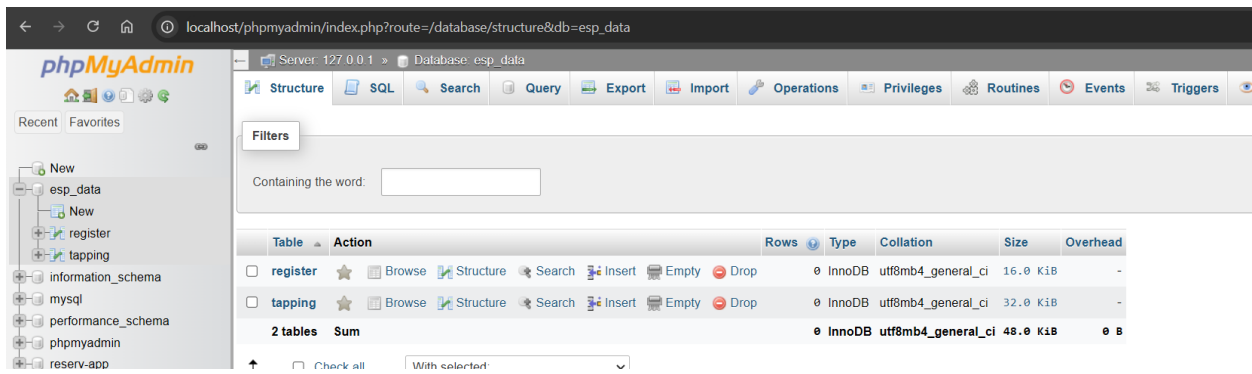 localhost/phpmyadmin/index.php?route=/database/structure&db=esp_data
phpMyAdmin
Recent Favorites
New
esp_data
New
register
tapping
information_schema
mysql
performance_schema
phpmyadmin
reserv-app
Server: 127.0.0.1 » Database: esp_data
Structure SQL Search Query Export Import Operations Privileges Routines Events Triggers
Filters
Containing the word:
Table Action Rows Type Collation Size Overhead
register Browse Structure Search Insert Empty Drop 0 InnoDB utf8mb4_general_ci 16.0 KiB -
tapping Browse Structure Search Insert Empty Drop 0 InnoDB utf8mb4_general_ci 32.0 KiB -
2 tables Sum 0 InnoDB utf8mb4_general_ci 48.0 KiB 0 B
Check all With selected: